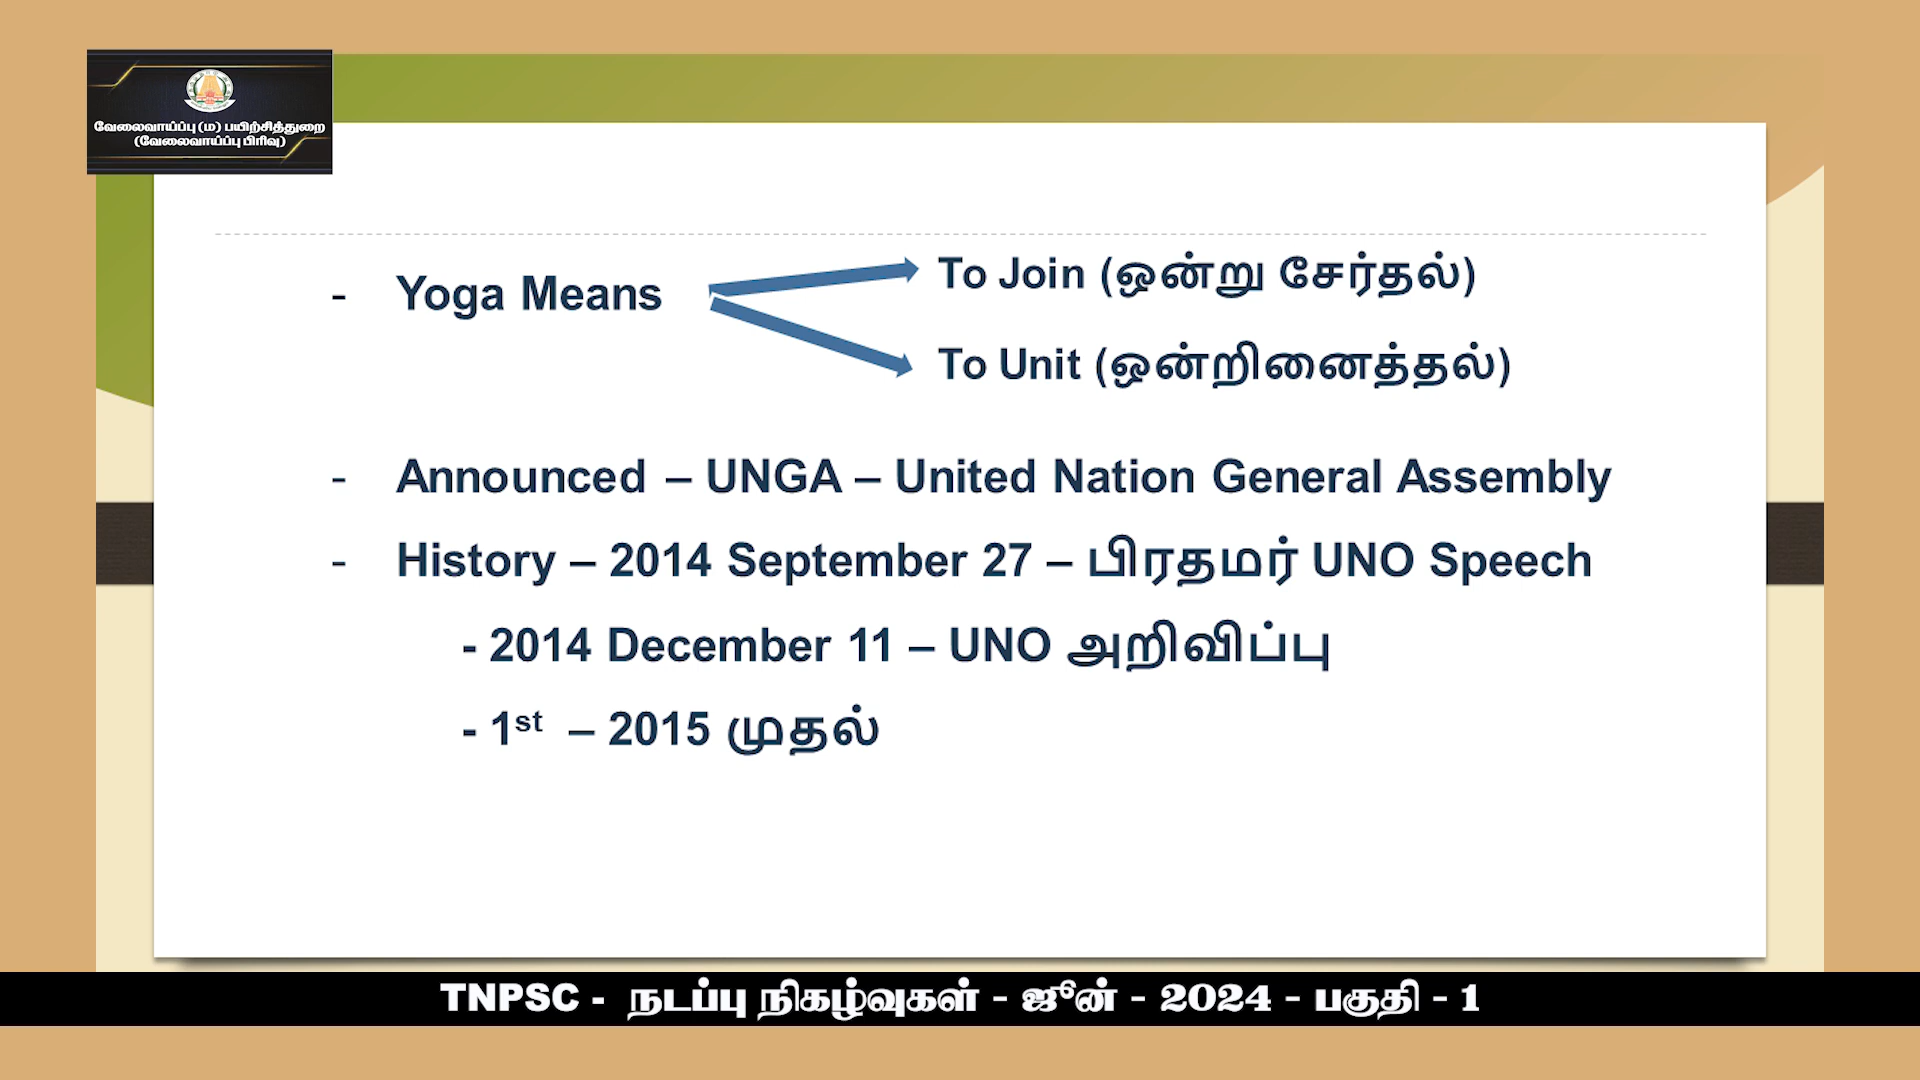 வேலைவாய்ப்பு (ம) பயிற்சித்துறை
(வேலைவாய்ப்பு பிரிவு)
- Yoga Means
To Join (ஒன்று சேர்தல்)
To Unit (ஒன்றினைத்தல்)
- Announced – UNGA – United Nation General Assembly
- History – 2014 September 27 – பிரதமர் UNO Speech
- 2014 December 11 – UNO அறிவிப்பு
- 1st – 2015 முதல்
TNPSC - நடப்பு நிகழ்வுகள் - ஜூன் - 2024 - பகுதி - 1